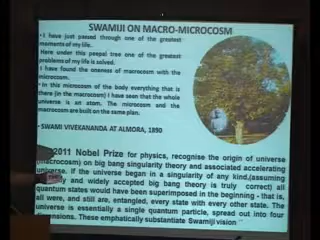 SWAMIJI ON MACRO-MICROCOSM
• I have just passed through one of the greatest
moments of my life.
Here under this peepal tree one of the greatest
problems of my life is solved.
I have found the oneness of macrocosm with the
microcosm.
• In this microcosm of the body everything that is
there (in the macrocosm) I have seen that the whole
universe is an atom. The microcosm and the
macrocosm are built on the same plan.
• SWAMI VIVEKANANDA AT ALMORA, 1890
2011 Nobel Prize for physics, recognise the origin of universe
(macrocosm) on big bang singularity theory and associated accelerating
universe. If the universe began in a singularity of any kind,(assuming
and widely accepted big bang theory is truly correct) all
quantum states would have been superimposed in the beginning - that is,
all were, and still are, entangled, every state with every other state. The
universe is essentially a single quantum particle, spread out into four
dimensions. These emphatically substantiate Swamiji vision